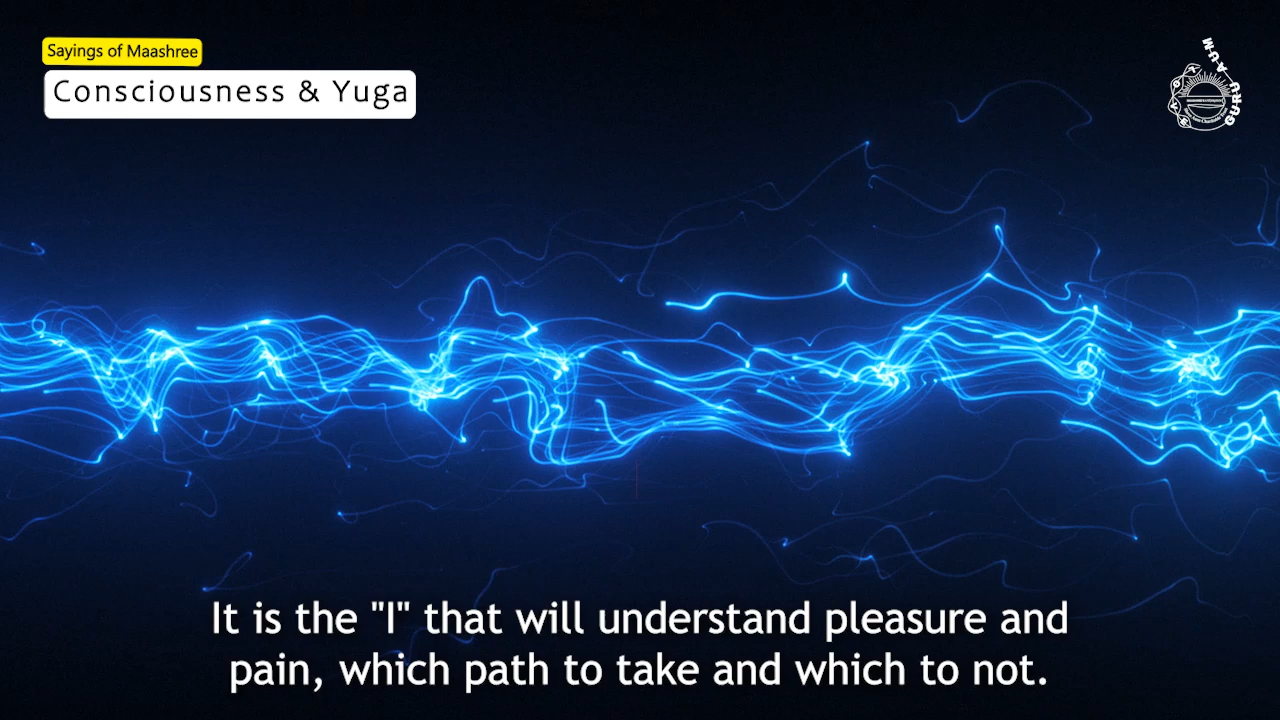 Sayings of Maashree
Consciousness & Yuga
It is the "I" that will understand pleasure and
pain, which path to take and which to not.